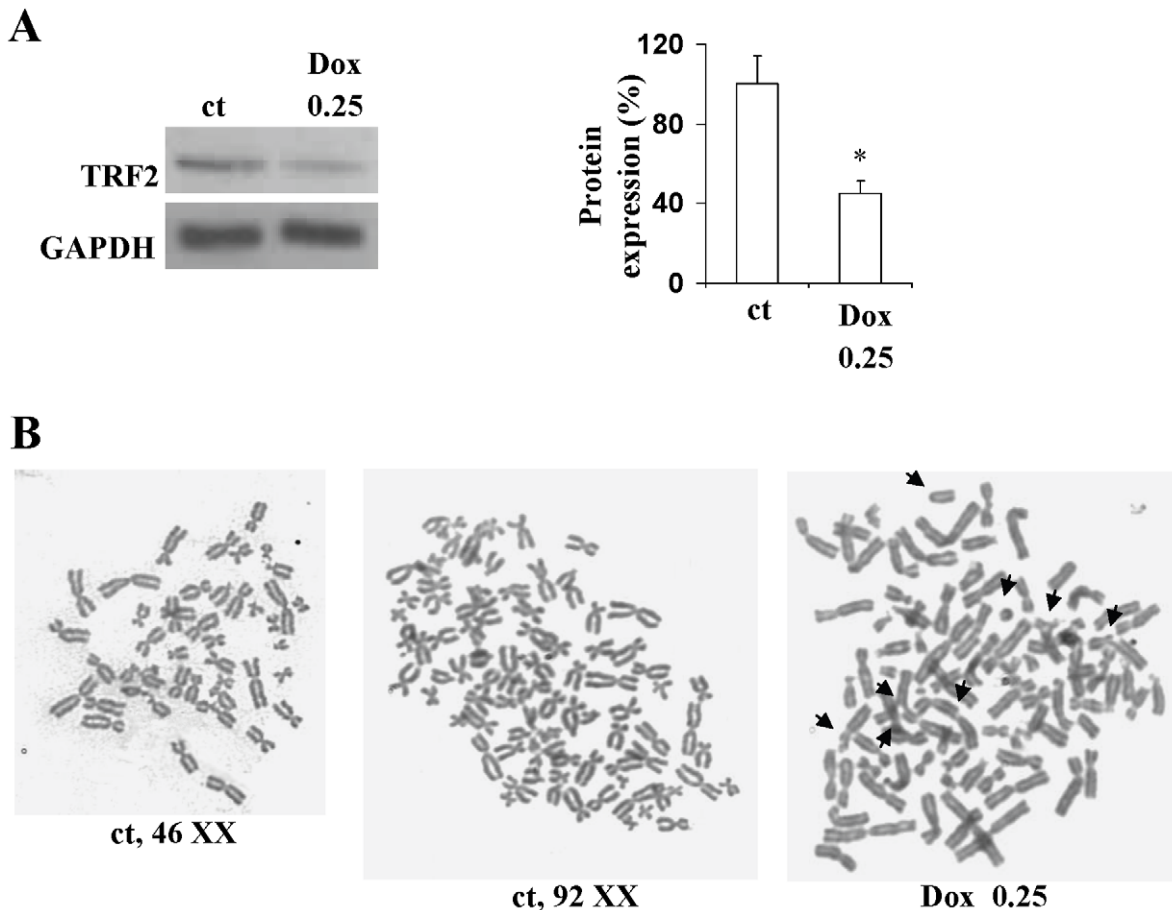 A
Dox
ct 0.25
TRF2
GAPDH
120
80
40
0
Protein
expression (%)
*
ct Dox
0.25
B
ct, 46 XX
ct, 92 XX
Dox 0.25